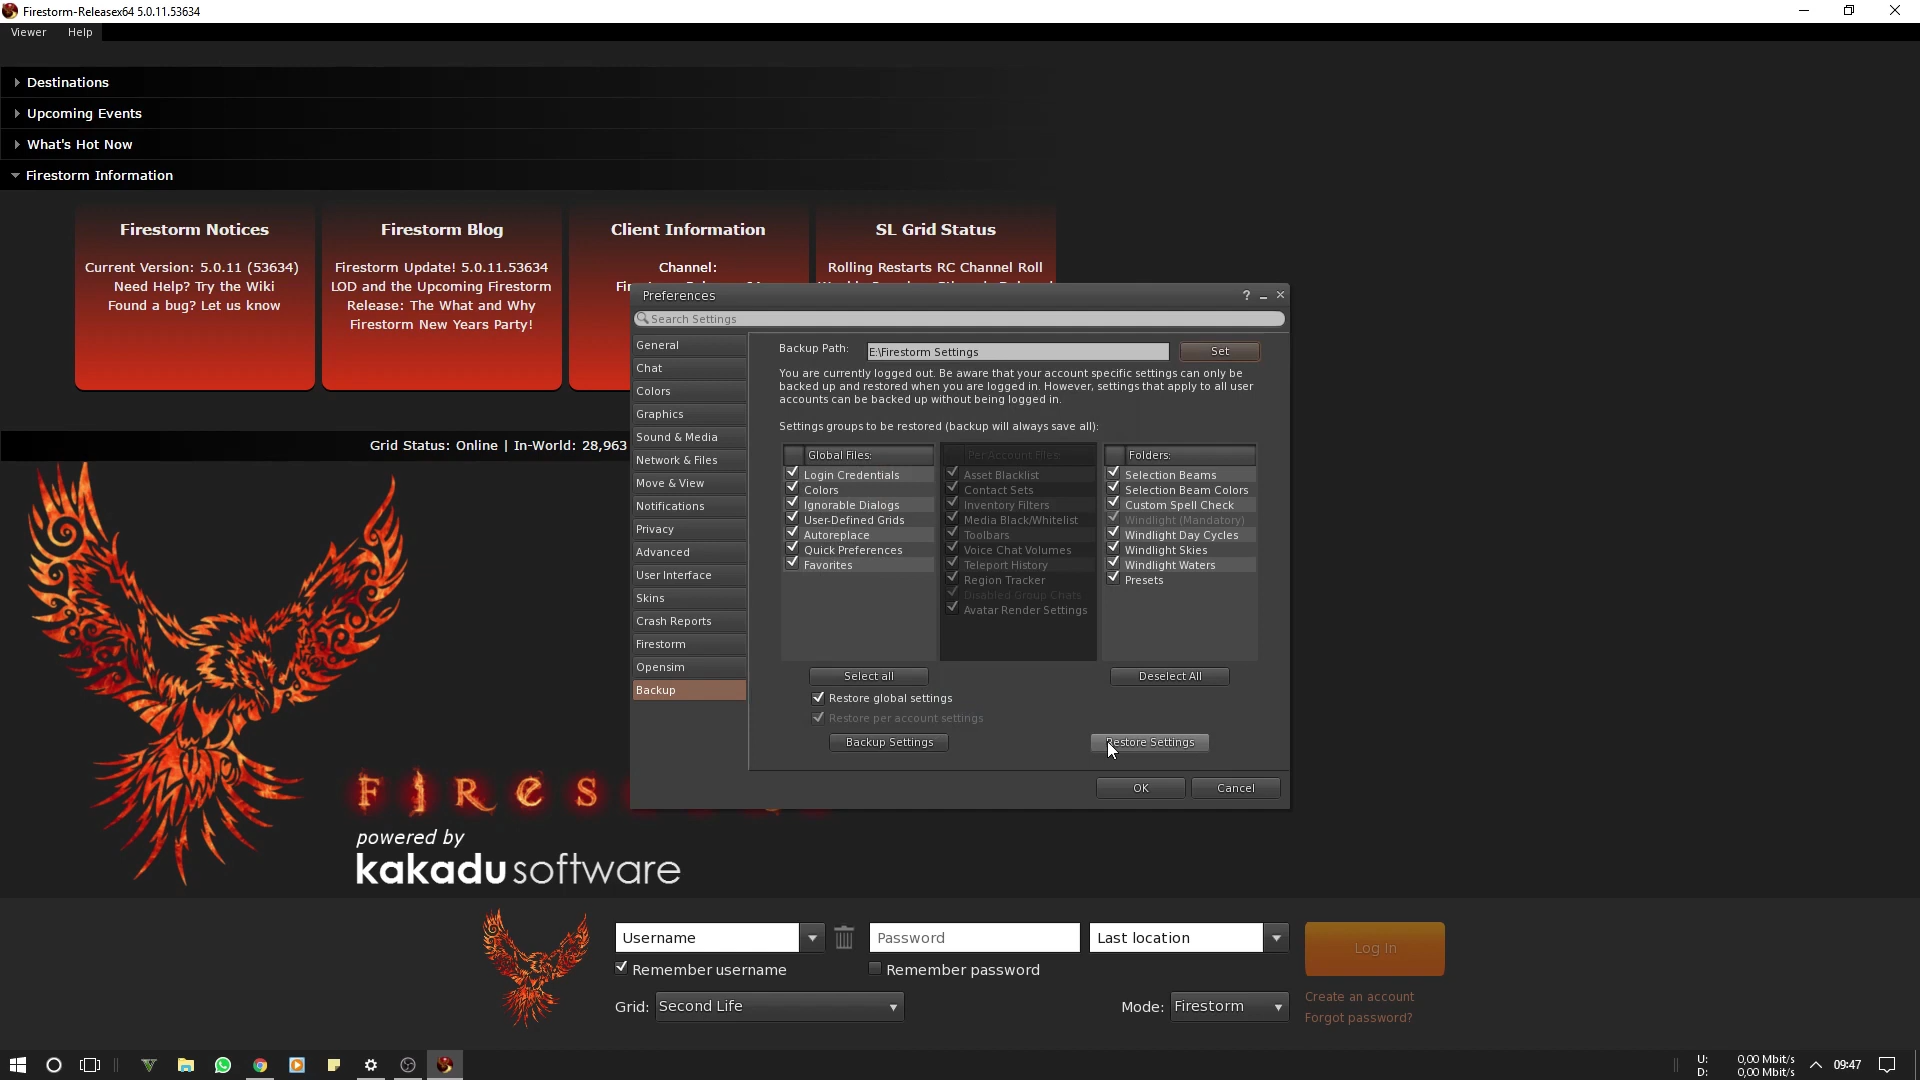 Firestorm-Releasex64 5.0.11.53634
Viewer Help
Destinations
Upcoming Events
What's Hot Now
Firestorm Information
Firestorm Notices
Current Version: 5.0.11 (53634)
Need Help? Try the Wiki
Found a bug? Let us know
Firestorm Blog
Firestorm Update! 5.0.11.53634
LOD and the Upcoming Firestorm
Release: The What and Why
Firestorm New Years Party!
Client Information
Channel:
SL Grid Status
Rolling Restarts RC Channel Roll
Grid Status: Online | In-World: 28,963
Preferences
?
Search Settings
General
Chat
Colors
Graphics
Sound & Media
Network & Files
Move & View
Notifications
Privacy
Advanced
User Interface
Skins
Crash Reports
Firestorm
Opensim
Backup
Backup Path: E:\Firestorm Settings Set
You are currently logged out. Be aware that your account specific settings can only be
backed up and restored when you are logged in. However, settings that apply to all user
accounts can be backed up without being logged in.
Settings groups to be restored (backup will always save all):
Global Files:
Login Credentials
Colors
Ignorable Dialogs
User-Defined Grids
Autoreplace
Quick Preferences
Favorites
Per Account Files:
Asset Blacklist
Contact Sets
Inventory Filters
Media Black/Whitelist
Toolbars
Voice Chat Volumes
Teleport History
Region Tracker
Disabled Group Chats
Avatar Render Settings
Folders:
Selection Beams
Selection Beam Colors
Custom Spell Check
Windlight (Mandatory)
Windlight Day Cycles
Windlight Skies
Windlight Waters
Presets
Select all
Deselect All
Restore global settings
Restore per account settings
Backup Settings
Restore Settings
OK
Cancel
FIRES
powered by
kakadu software
Username
Password
Last location
Log In
Remember username
Remember password
Grid: Second Life
Mode: Firestorm
Create an account
Forgot password?
U: 0,00 Mbit/s
D: 0,00 Mbit/s
09:47